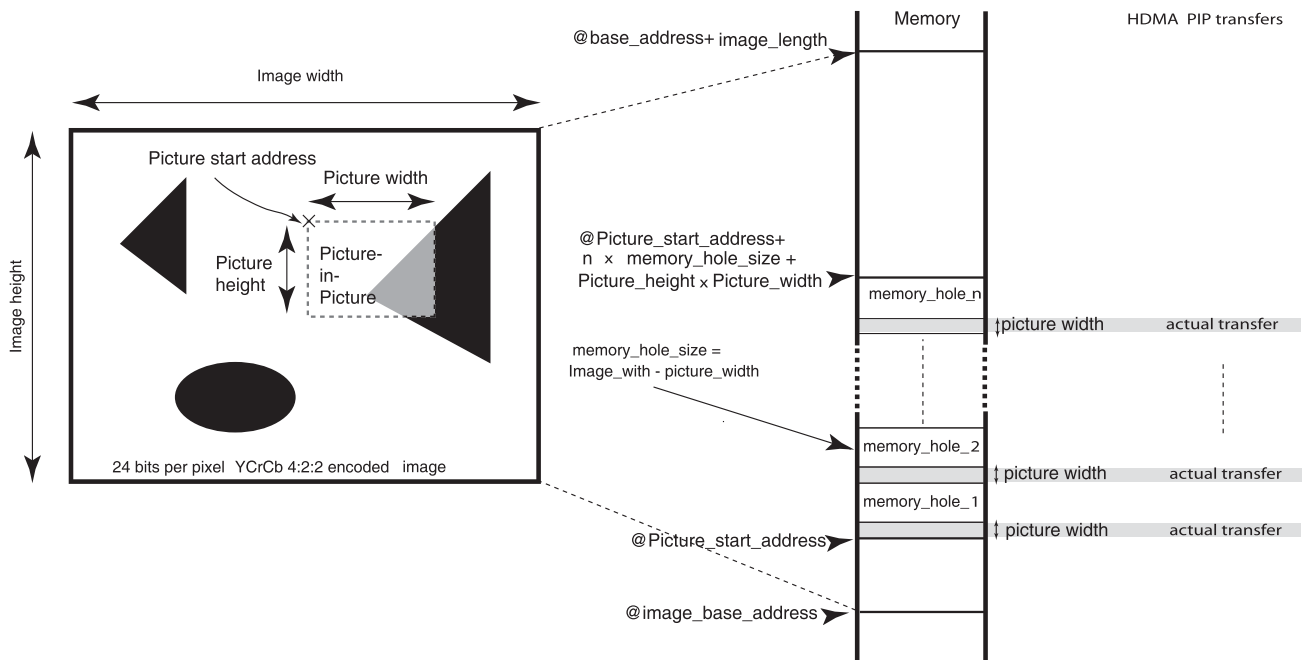 Memory
HDMA PIP transfers
@base_address+ image_length
Image width
Picture start address
Picture width
Image height
Picture
height
Picture-
in-
Picture
24 bits per pixel YCrCb 4:2:2 encoded image
@Picture_start_address+
n x memory_hole_size +
Picture_height x Picture_width
memory_hole_n
picture width actual transfer
memory_hole_size =
Image_with - picture_width
memory_hole_2
picture width actual transfer
memory_hole_1
picture width actual transfer
@Picture_start_address
@image_base_address